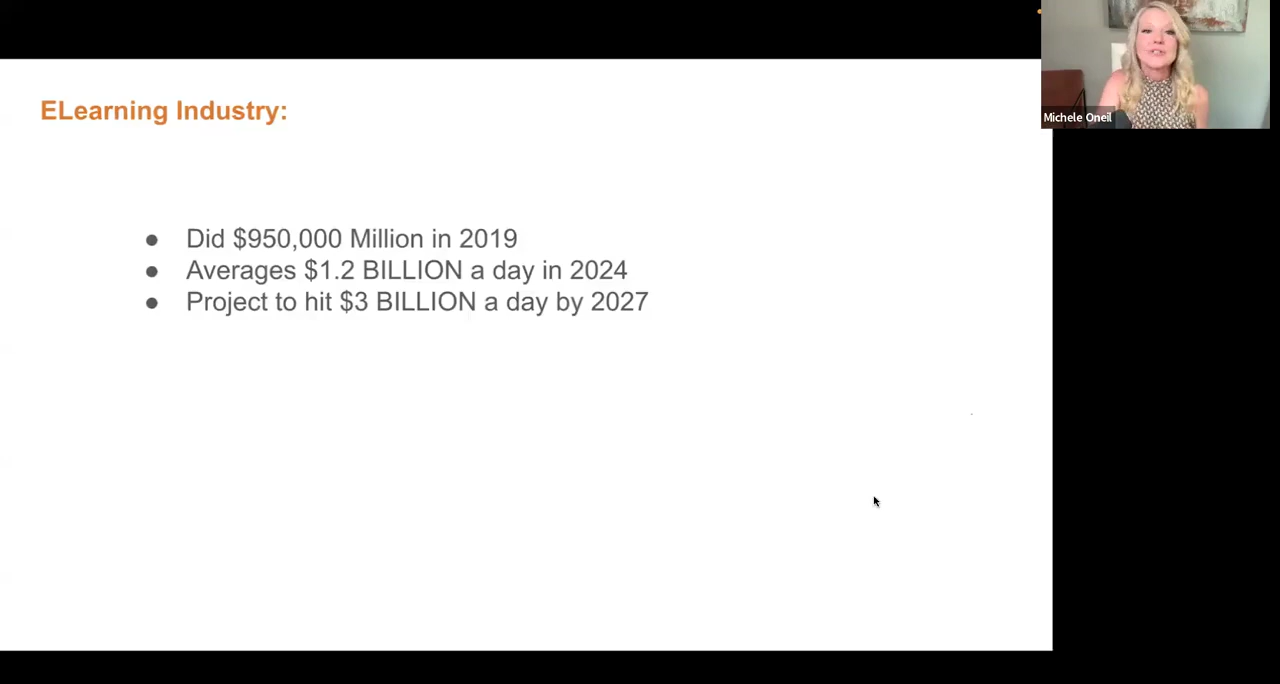 ELearning Industry:
● Did $950,000 Million in 2019
● Averages $1.2 BILLION a day in 2024
● Project to hit $3 BILLION a day by 2027
Michele Oneil